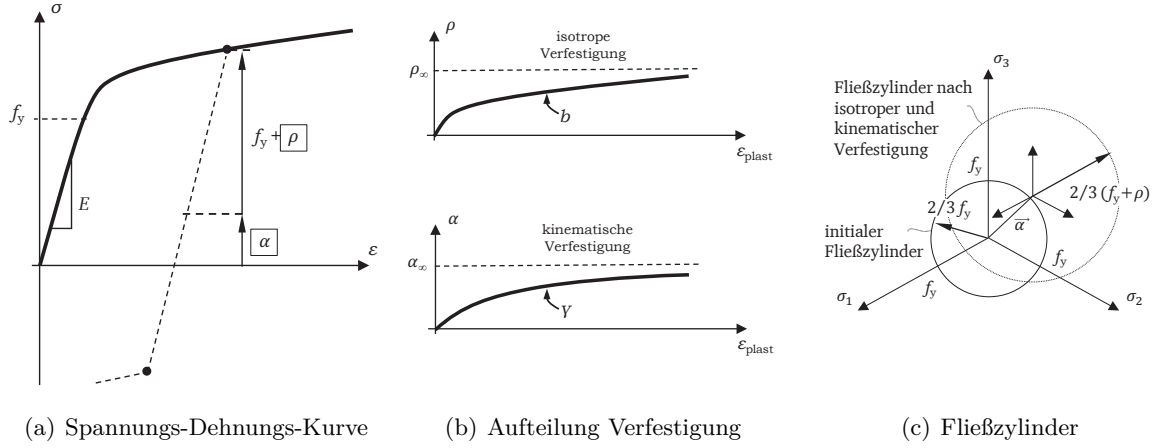 σ
f_y
E
f_y + ρ
α
ε
(a) Spannungs-Dehnungs-Kurve
ρ
isotrope
Verfestigung
ρ_∞
b
ε_plast
α
kinematische
Verfestigung
α_∞
Y
ε_plast
(b) Aufteilung Verfestigung
σ_3
Fließzylinder nach
isotroper und
kinematischer
Verfestigung
f_y
2/3 (f_y+ρ)
2/3 f_y
α⃗
initialer
Fließzylinder
f_y
f_y
σ_1
σ_2
(c) Fließzylinder